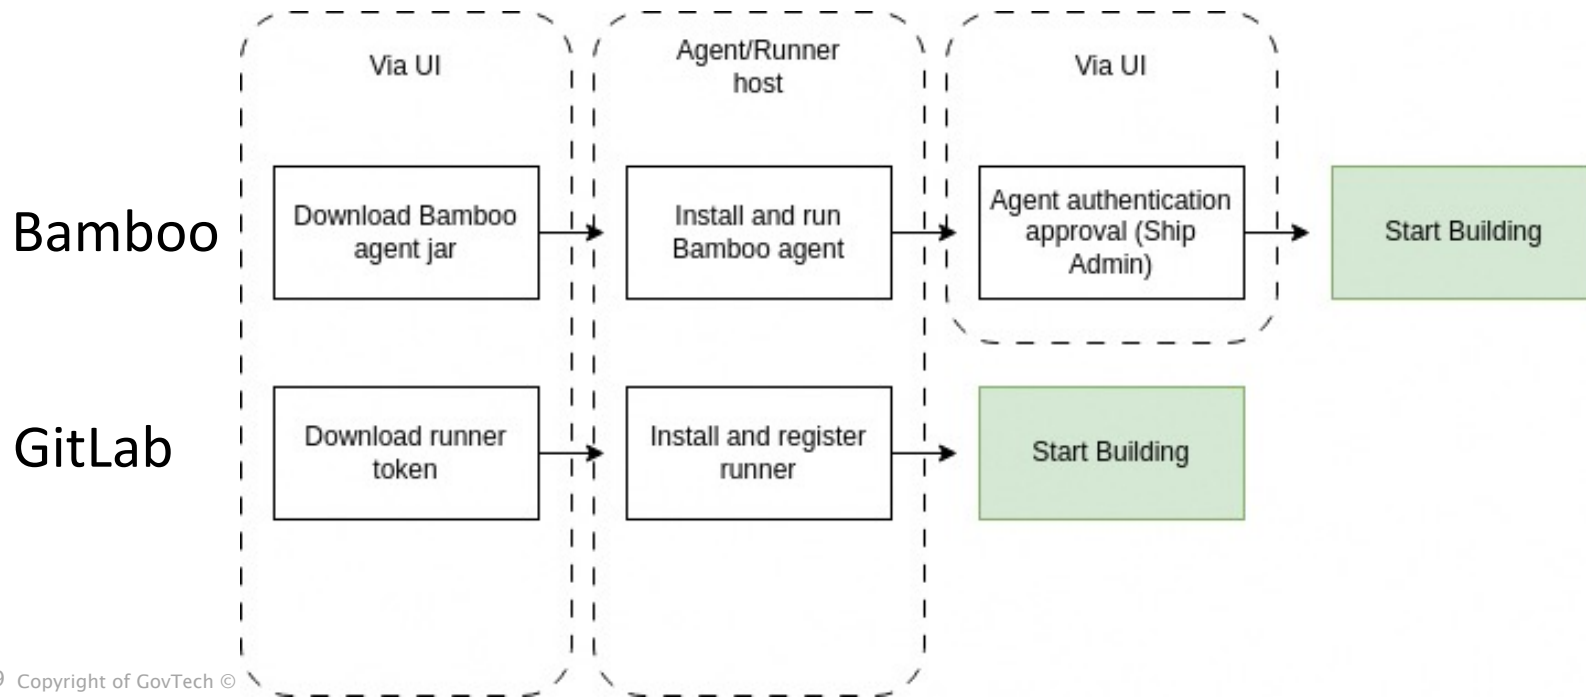 Via UI
Agent/Runner
host
Via UI
Bamboo
Download Bamboo
agent jar
Install and run
Bamboo agent
Agent authentication
approval (Ship
Admin)
Start Building
GitLab
Download runner
token
Install and register
runner
Start Building
9 Copyright of GovTech ©